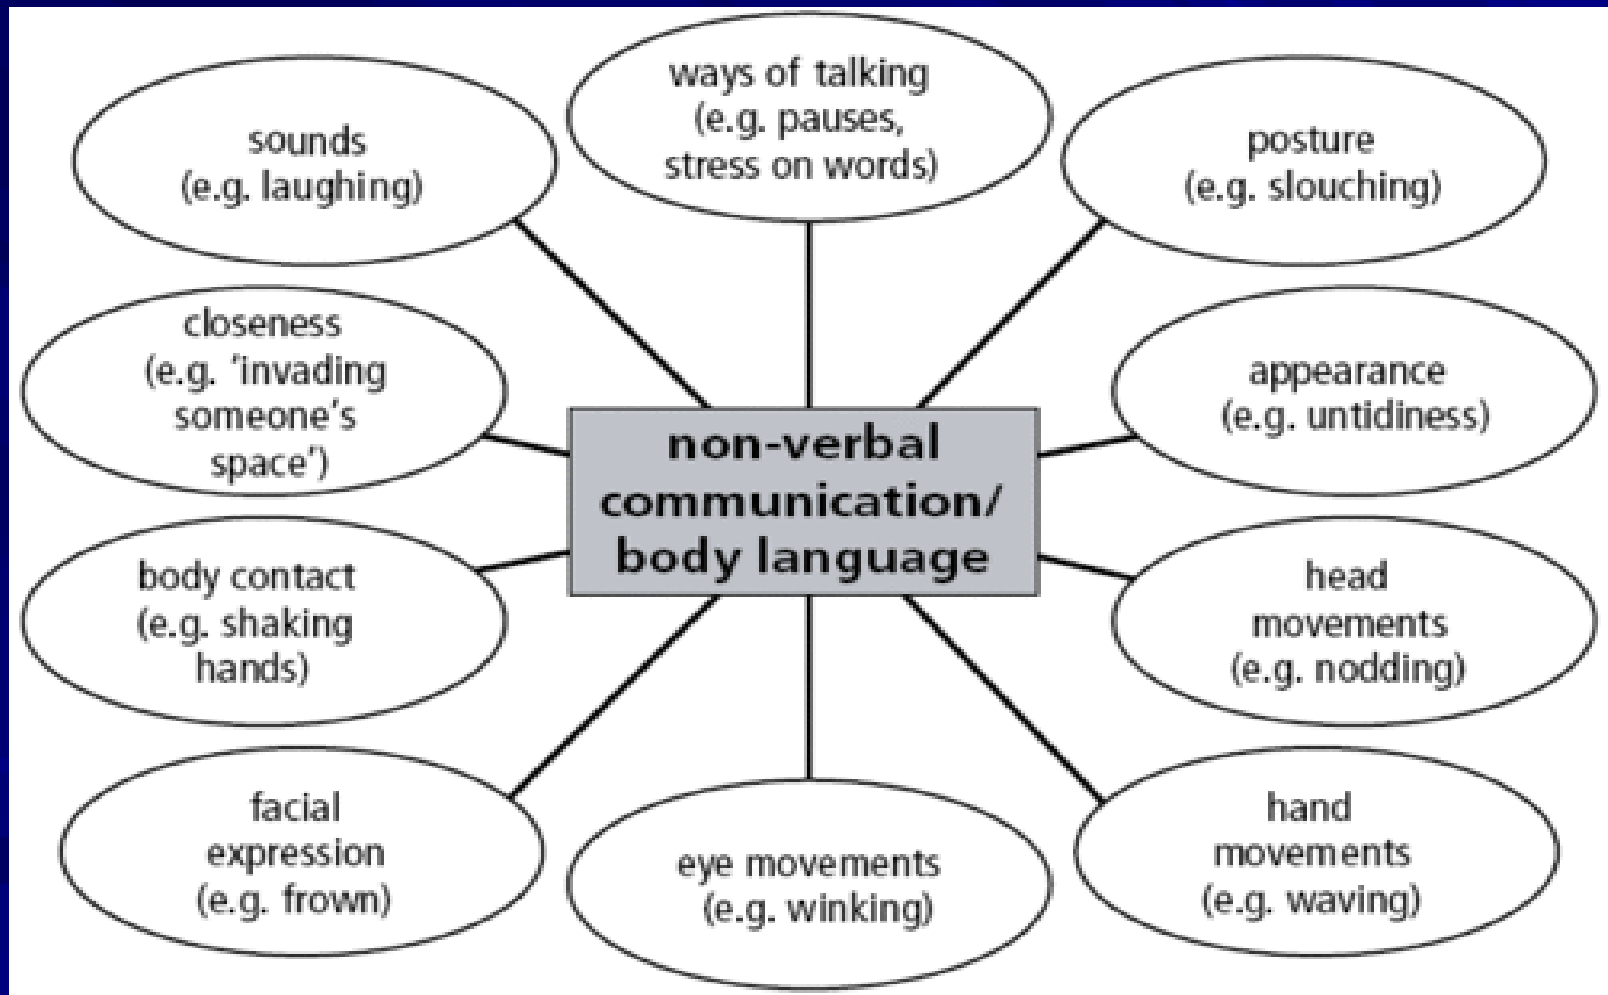 ways of talking
(e.g. pauses,
stress on words)
sounds
(e.g. laughing)
posture
(e.g. slouching)
closeness
(e.g. 'invading
someone's
space')
appearance
(e.g. untidiness)
non-verbal
communication/
body language
body contact
(e.g. shaking
hands)
head
movements
(e.g. nodding)
facial
expression
(e.g. frown)
eye movements
(e.g. winking)
hand
movements
(e.g. waving)